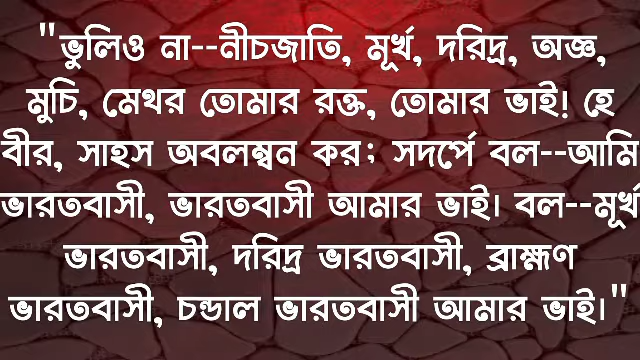 "ভুলিও না--নীচজাতি, মূর্খ, দরিদ্র, অজ্ঞ,
মুচি, মেথর তোমার রক্ত, তোমার ভাই! হে
বীর, সাহস অবলম্বন কর; সদর্পে বল--আমি
ভারতবাসী, ভারতবাসী আমার ভাই। বল--মূর্খ
ভারতবাসী, দরিদ্র ভারতবাসী, ব্রাহ্মণ
ভারতবাসী, চন্ডাল ভারতবাসী আমার ভাই।"